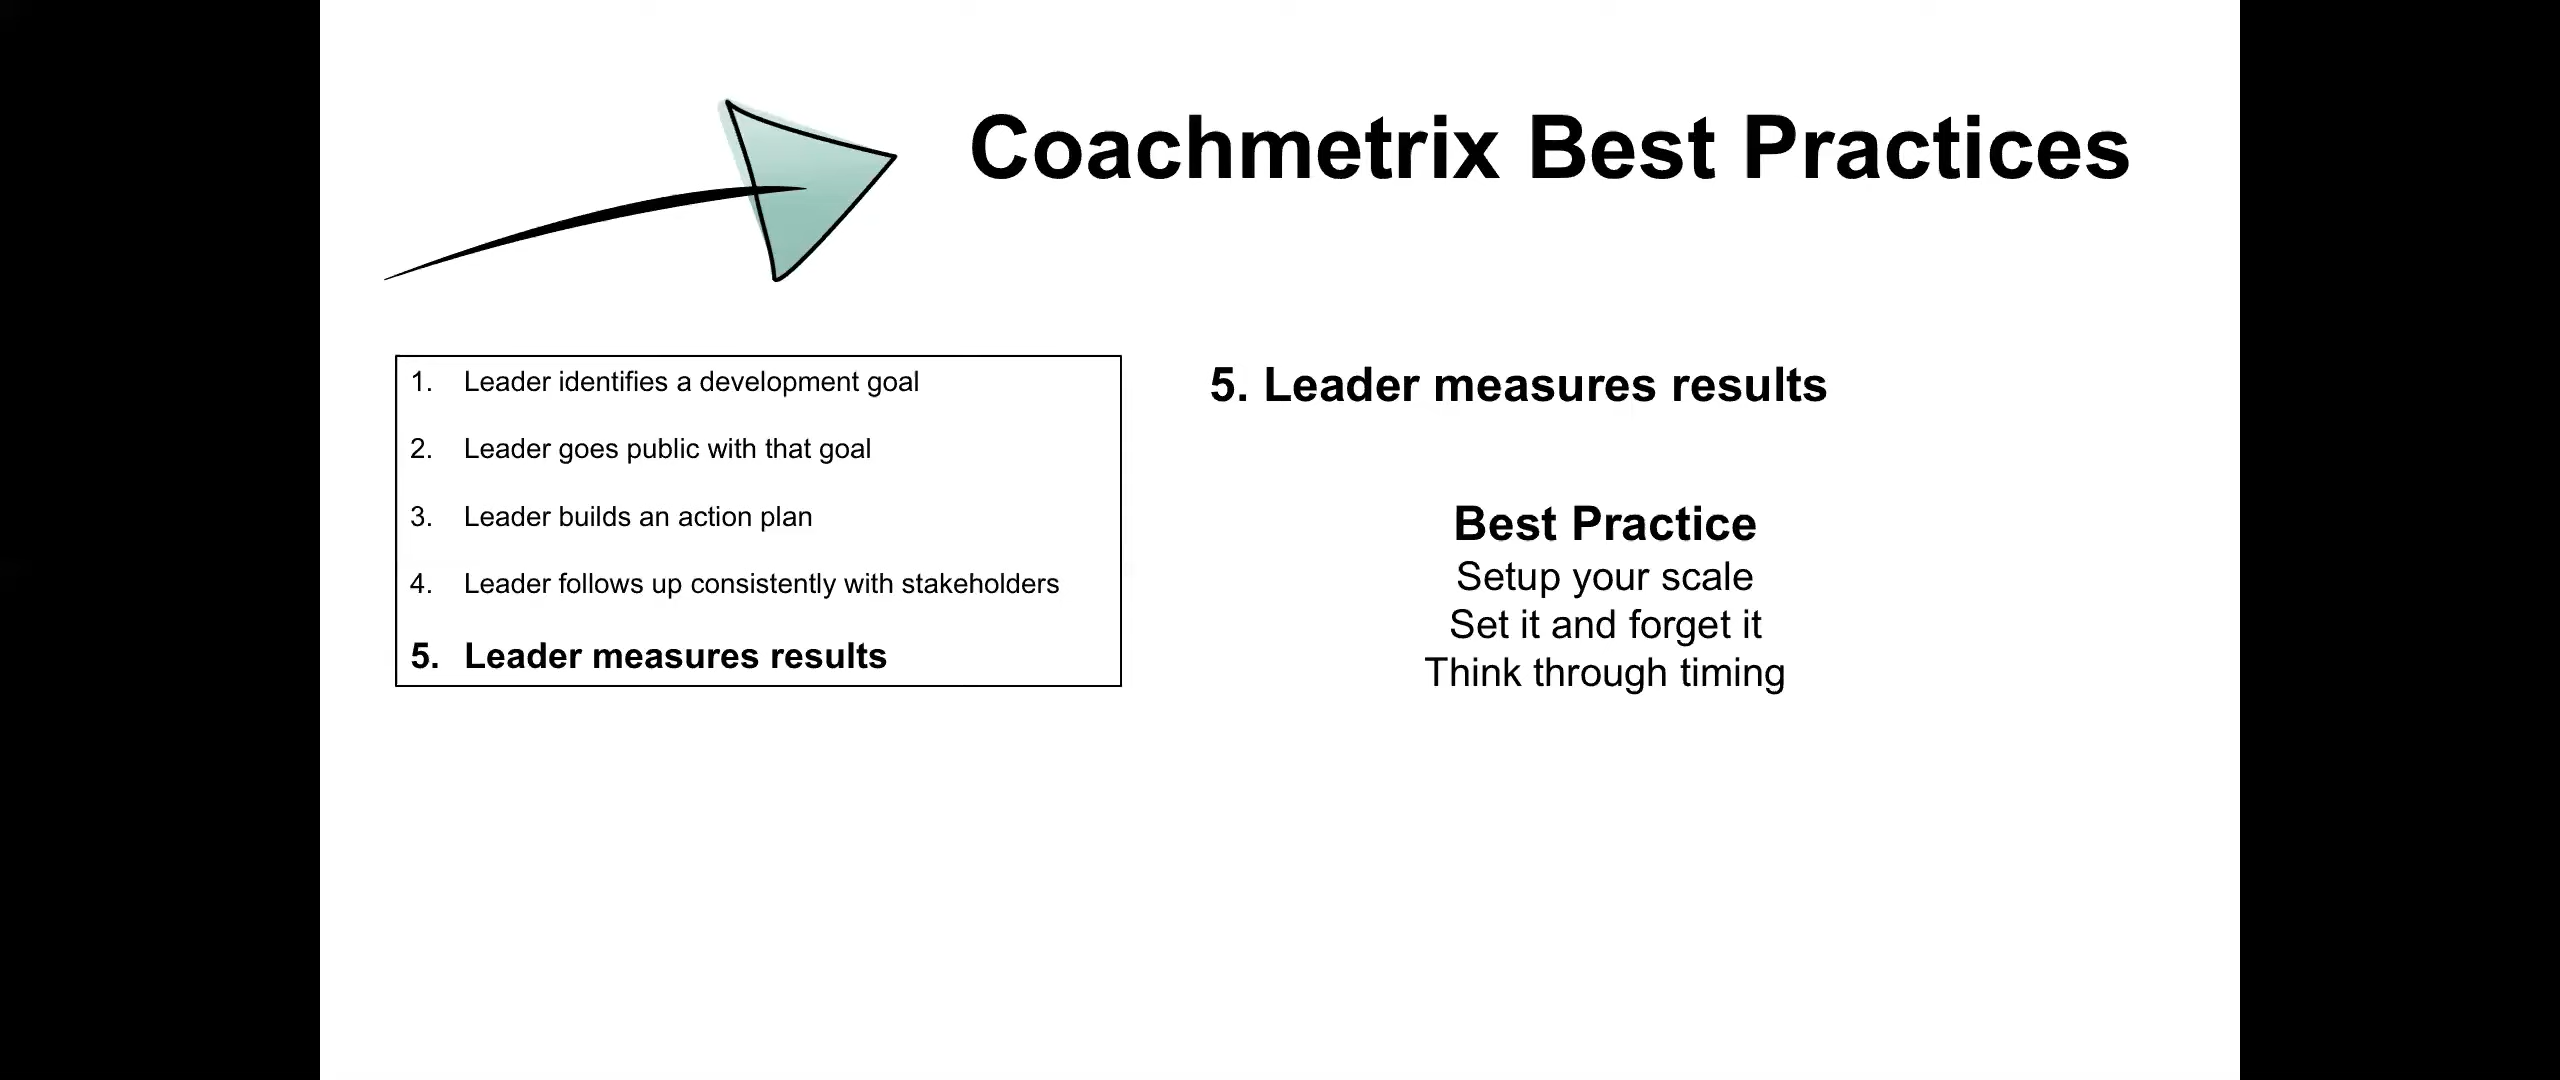 Coachmetrix Best Practices
1. Leader identifies a development goal
2. Leader goes public with that goal
3. Leader builds an action plan
4. Leader follows up consistently with stakeholders
5. Leader measures results
5. Leader measures results
Best Practice
Setup your scale
Set it and forget it
Think through timing